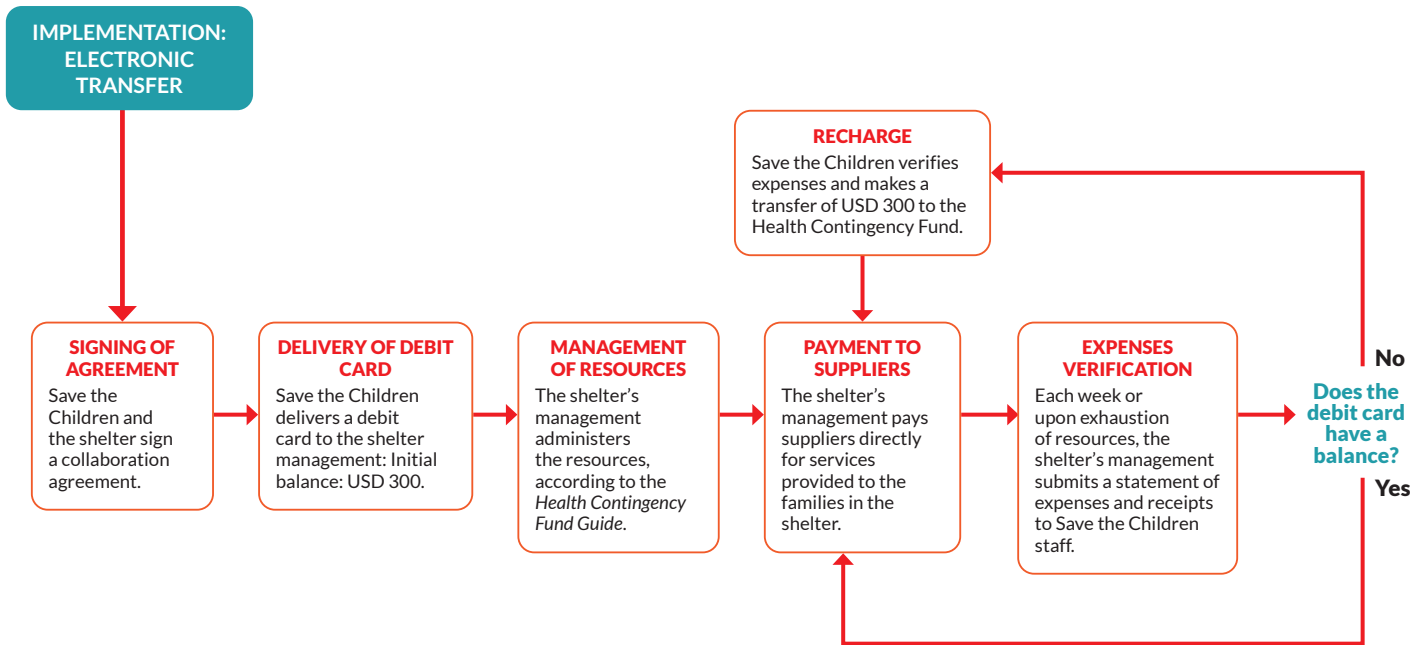 IMPLEMENTATION:
ELECTRONIC
TRANSFER
RECHARGE
Save the Children verifies
expenses and makes a
transfer of USD 300 to the
Health Contingency Fund.
SIGNING OF
AGREEMENT
Save the
Children and
the shelter sign
a collaboration
agreement.
DELIVERY OF DEBIT
CARD
Save the Children
delivers a debit
card to the shelter
management: Initial
balance: USD 300.
MANAGEMENT
OF RESOURCES
The shelter’s
management
administers
the resources,
according to the
Health Contingency
Fund Guide.
PAYMENT TO
SUPPLIERS
The shelter’s
management pays
suppliers directly
for services
provided to the
families in the
shelter.
EXPENSES
VERIFICATION
Each week or
upon exhaustion
of resources, the
shelter’s management
submits a statement of
expenses and receipts
to Save the Children
staff.
No
Does the
debit card
have a
balance?
Yes